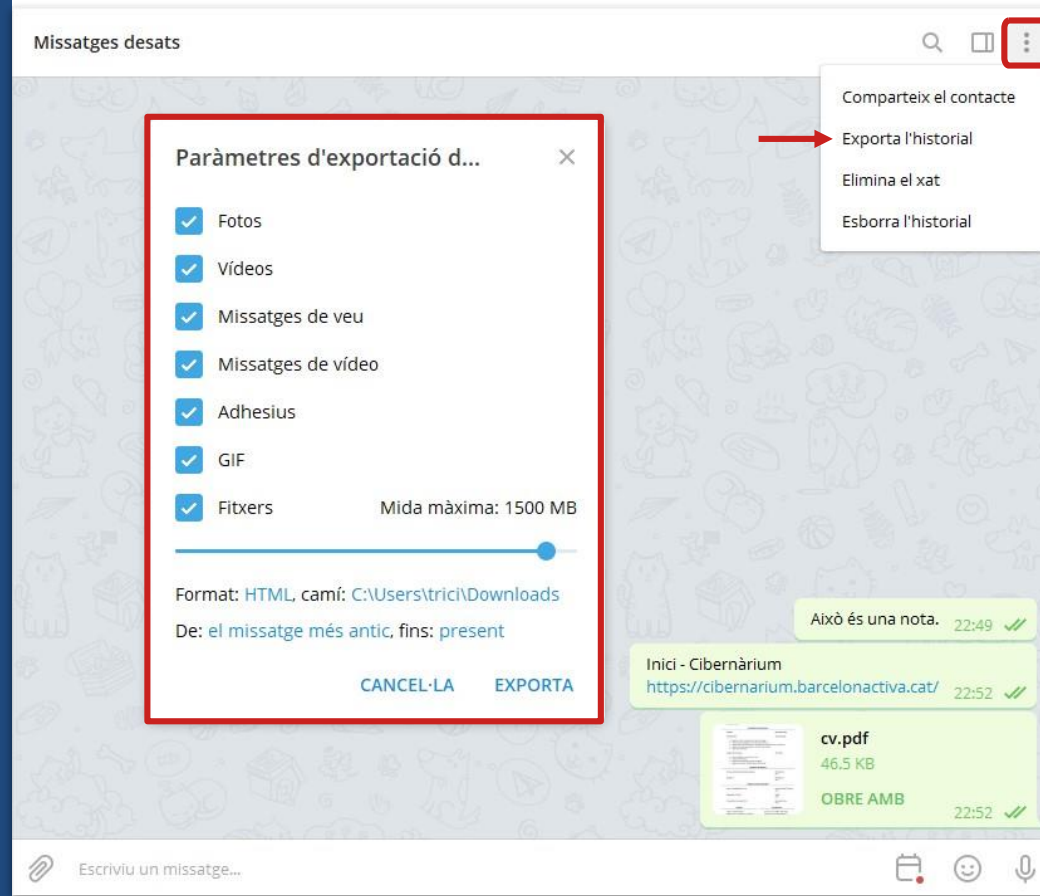 Missatges desats
Comparteix el contacte
Exporta l'historial
Elimina el xat
Esborra l'historial
Paràmetres d'exportació d...
Fotos
Vídeos
Missatges de veu
Missatges de vídeo
Adhesius
GIF
Fitxers Mida màxima: 1500 MB
Format: HTML, camí: C:\Users\trici\Downloads
De: el missatge més antic, fins: present
CANCEL·LA EXPORTA
Això és una nota. 22:49
Inici - Cibernàrium
https://cibernarium.barcelonactiva.cat/ 22:52
cv.pdf
46.5 KB
OBRE AMB
22:52
Escriviu un missatge...